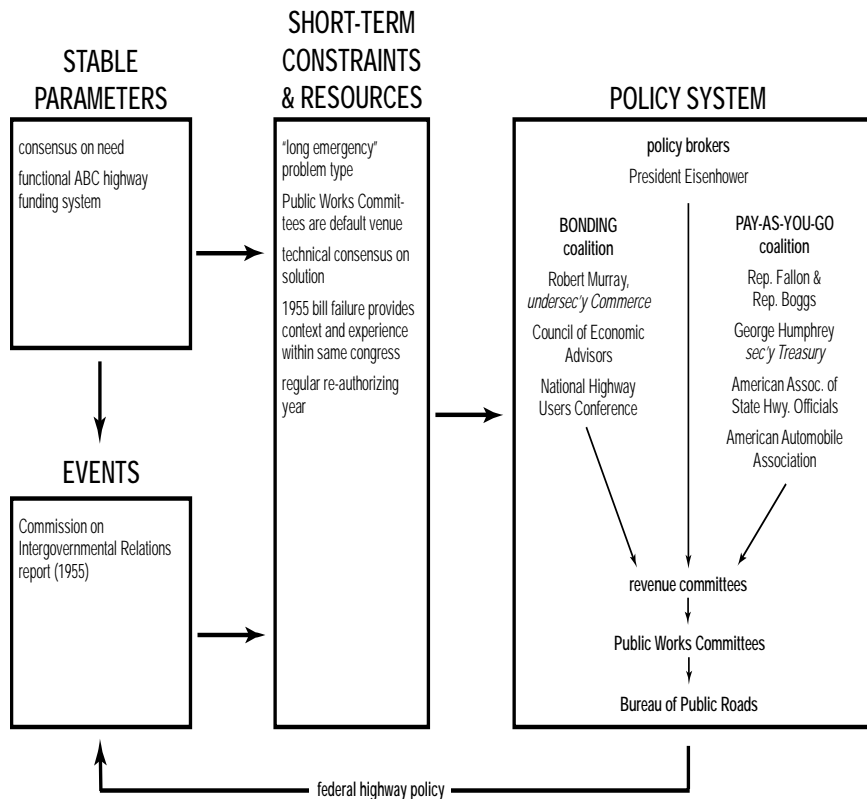 STABLE
PARAMETERS
consensus on need
functional ABC highway
funding system
EVENTS
Commission on
Intergovernmental Relations
report (1955)
SHORT-TERM
CONSTRAINTS
& RESOURCES
"long emergency"
problem type
Public Works Commit-
tees are default venue
technical consensus on
solution
1955 bill failure provides
context and experience
within same congress
regular re-authorizing
year
POLICY SYSTEM
policy brokers
President Eisenhower
BONDING
coalition
Robert Murray,
undersec'y Commerce
Council of Economic
Advisors
National Highway
Users Conference
PAY-AS-YOU-GO
coalition
Rep. Fallon &
Rep. Boggs
George Humphrey
sec'y Treasury
American Assoc. of
State Hwy. Officials
American Automobile
Association
revenue committees
Public Works Committees
Bureau of Public Roads
federal highway policy